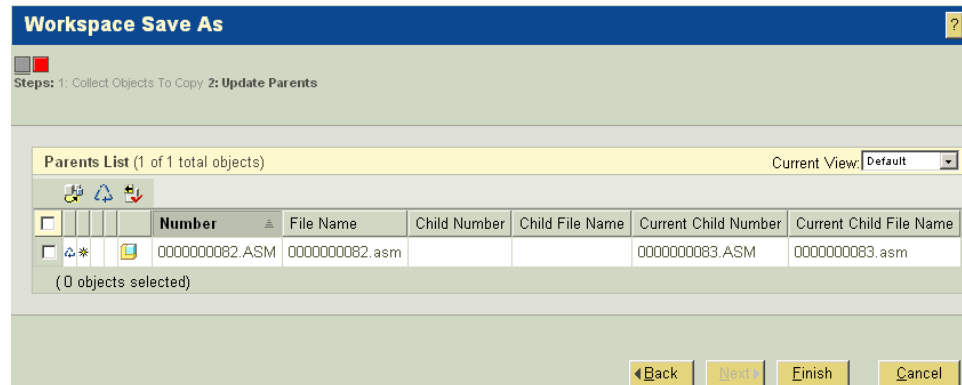 Workspace Save As
?
Steps: 1: Collect Objects To Copy 2: Update Parents
Parents List (1 of 1 total objects)
Current View: Default
Number File Name Child Number Child File Name Current Child Number Current Child File Name
0000000082.ASM 0000000082.asm 0000000083.ASM 0000000083.asm
( 0 objects selected)
Back Next Finish Cancel